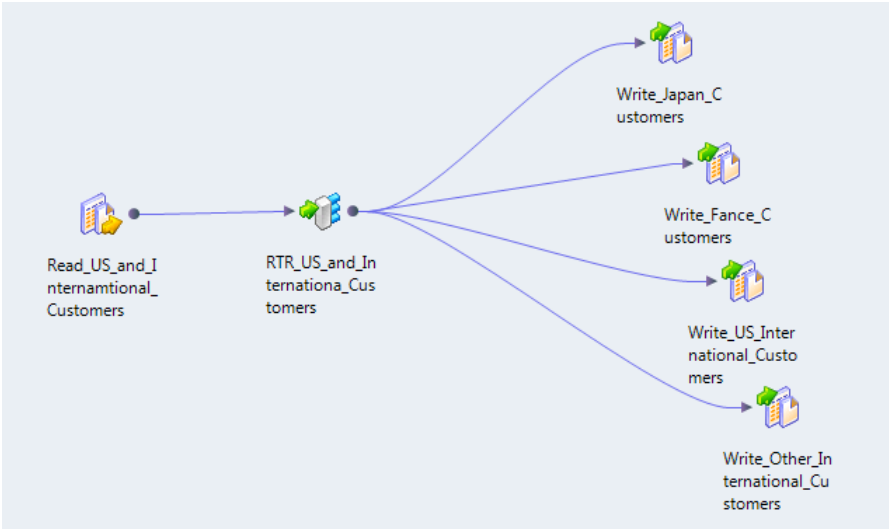 Write_Japan_C
ustomers
Write_Fance_C
ustomers
Read_US_and_I
nternamtional_
Customers
RTR_US_and_In
ternationa_Cus
tomers
Write_US_Inter
national_Custo
mers
Write_Other_In
ternational_Cu
stomers